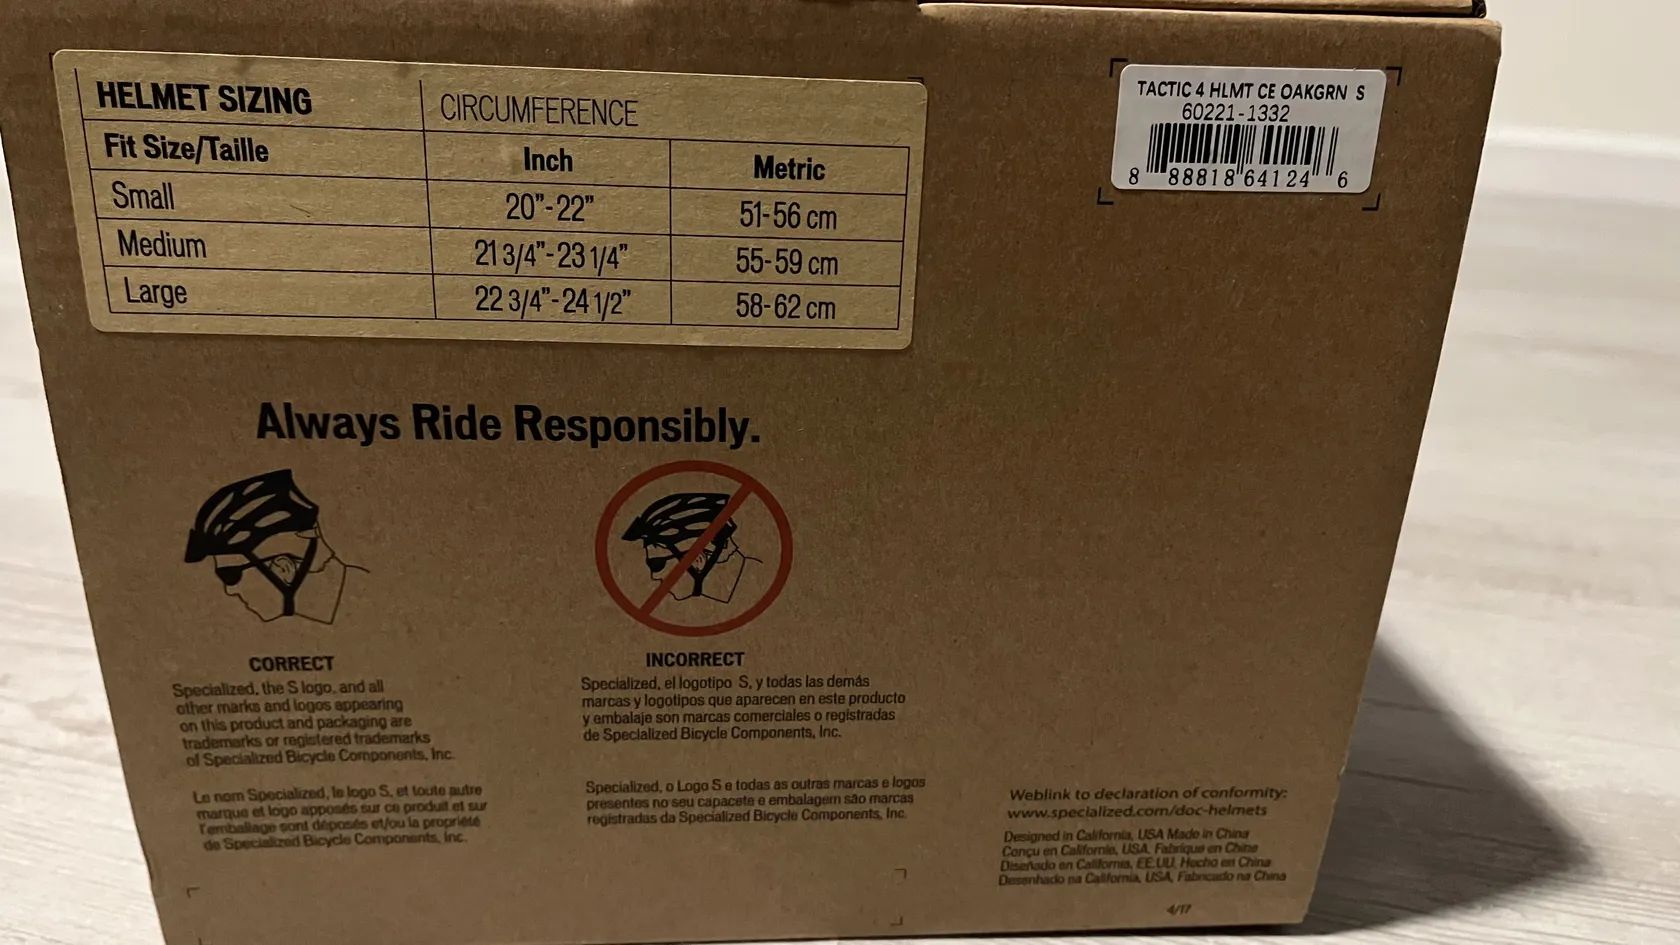 HELMET SIZING CIRCUMFERENCE
Fit Size/Taille Inch Metric
Small 20"-22" 51-56 cm
Medium 21 3/4"-23 1/4" 55-59 cm
Large 22 3/4"-24 1/2" 58-62 cm
TACTIC 4 HLMT CE OAKGRN S
60221-1332
8 88818 64124 6
Always Ride Responsibly.
CORRECT
Specialized, the S logo, and all
other marks and logos appearing
on this product and packaging are
trademarks or registered trademarks
of Specialized Bicycle Components, Inc.
Le nom Specialized, le logo S, et toute autre
marque et logo apposés sur ce produit et sur
l'emballage sont déposés et/ou la propriété
de Specialized Bicycle Components, Inc.
INCORRECT
Specialized, el logotipo S, y todas las demás
marcas y logotipos que aparecen en este producto
y embalaje son marcas comerciales o registradas
de Specialized Bicycle Components, Inc.
Specialized, o Logo S e todas as outras marcas e logos
presentes no seu capacete e embalagem são marcas
registradas da Specialized Bicycle Components, Inc.
Weblink to declaration of conformity:
www.specialized.com/doc-helmets
Designed in California, USA Made in China
Conçu en Californie, USA, Fabriqué en Chine
Diseñado en California, EE.UU. Hecho en China
Desenhado na Califórnia, USA, Fabricado na China
4/17